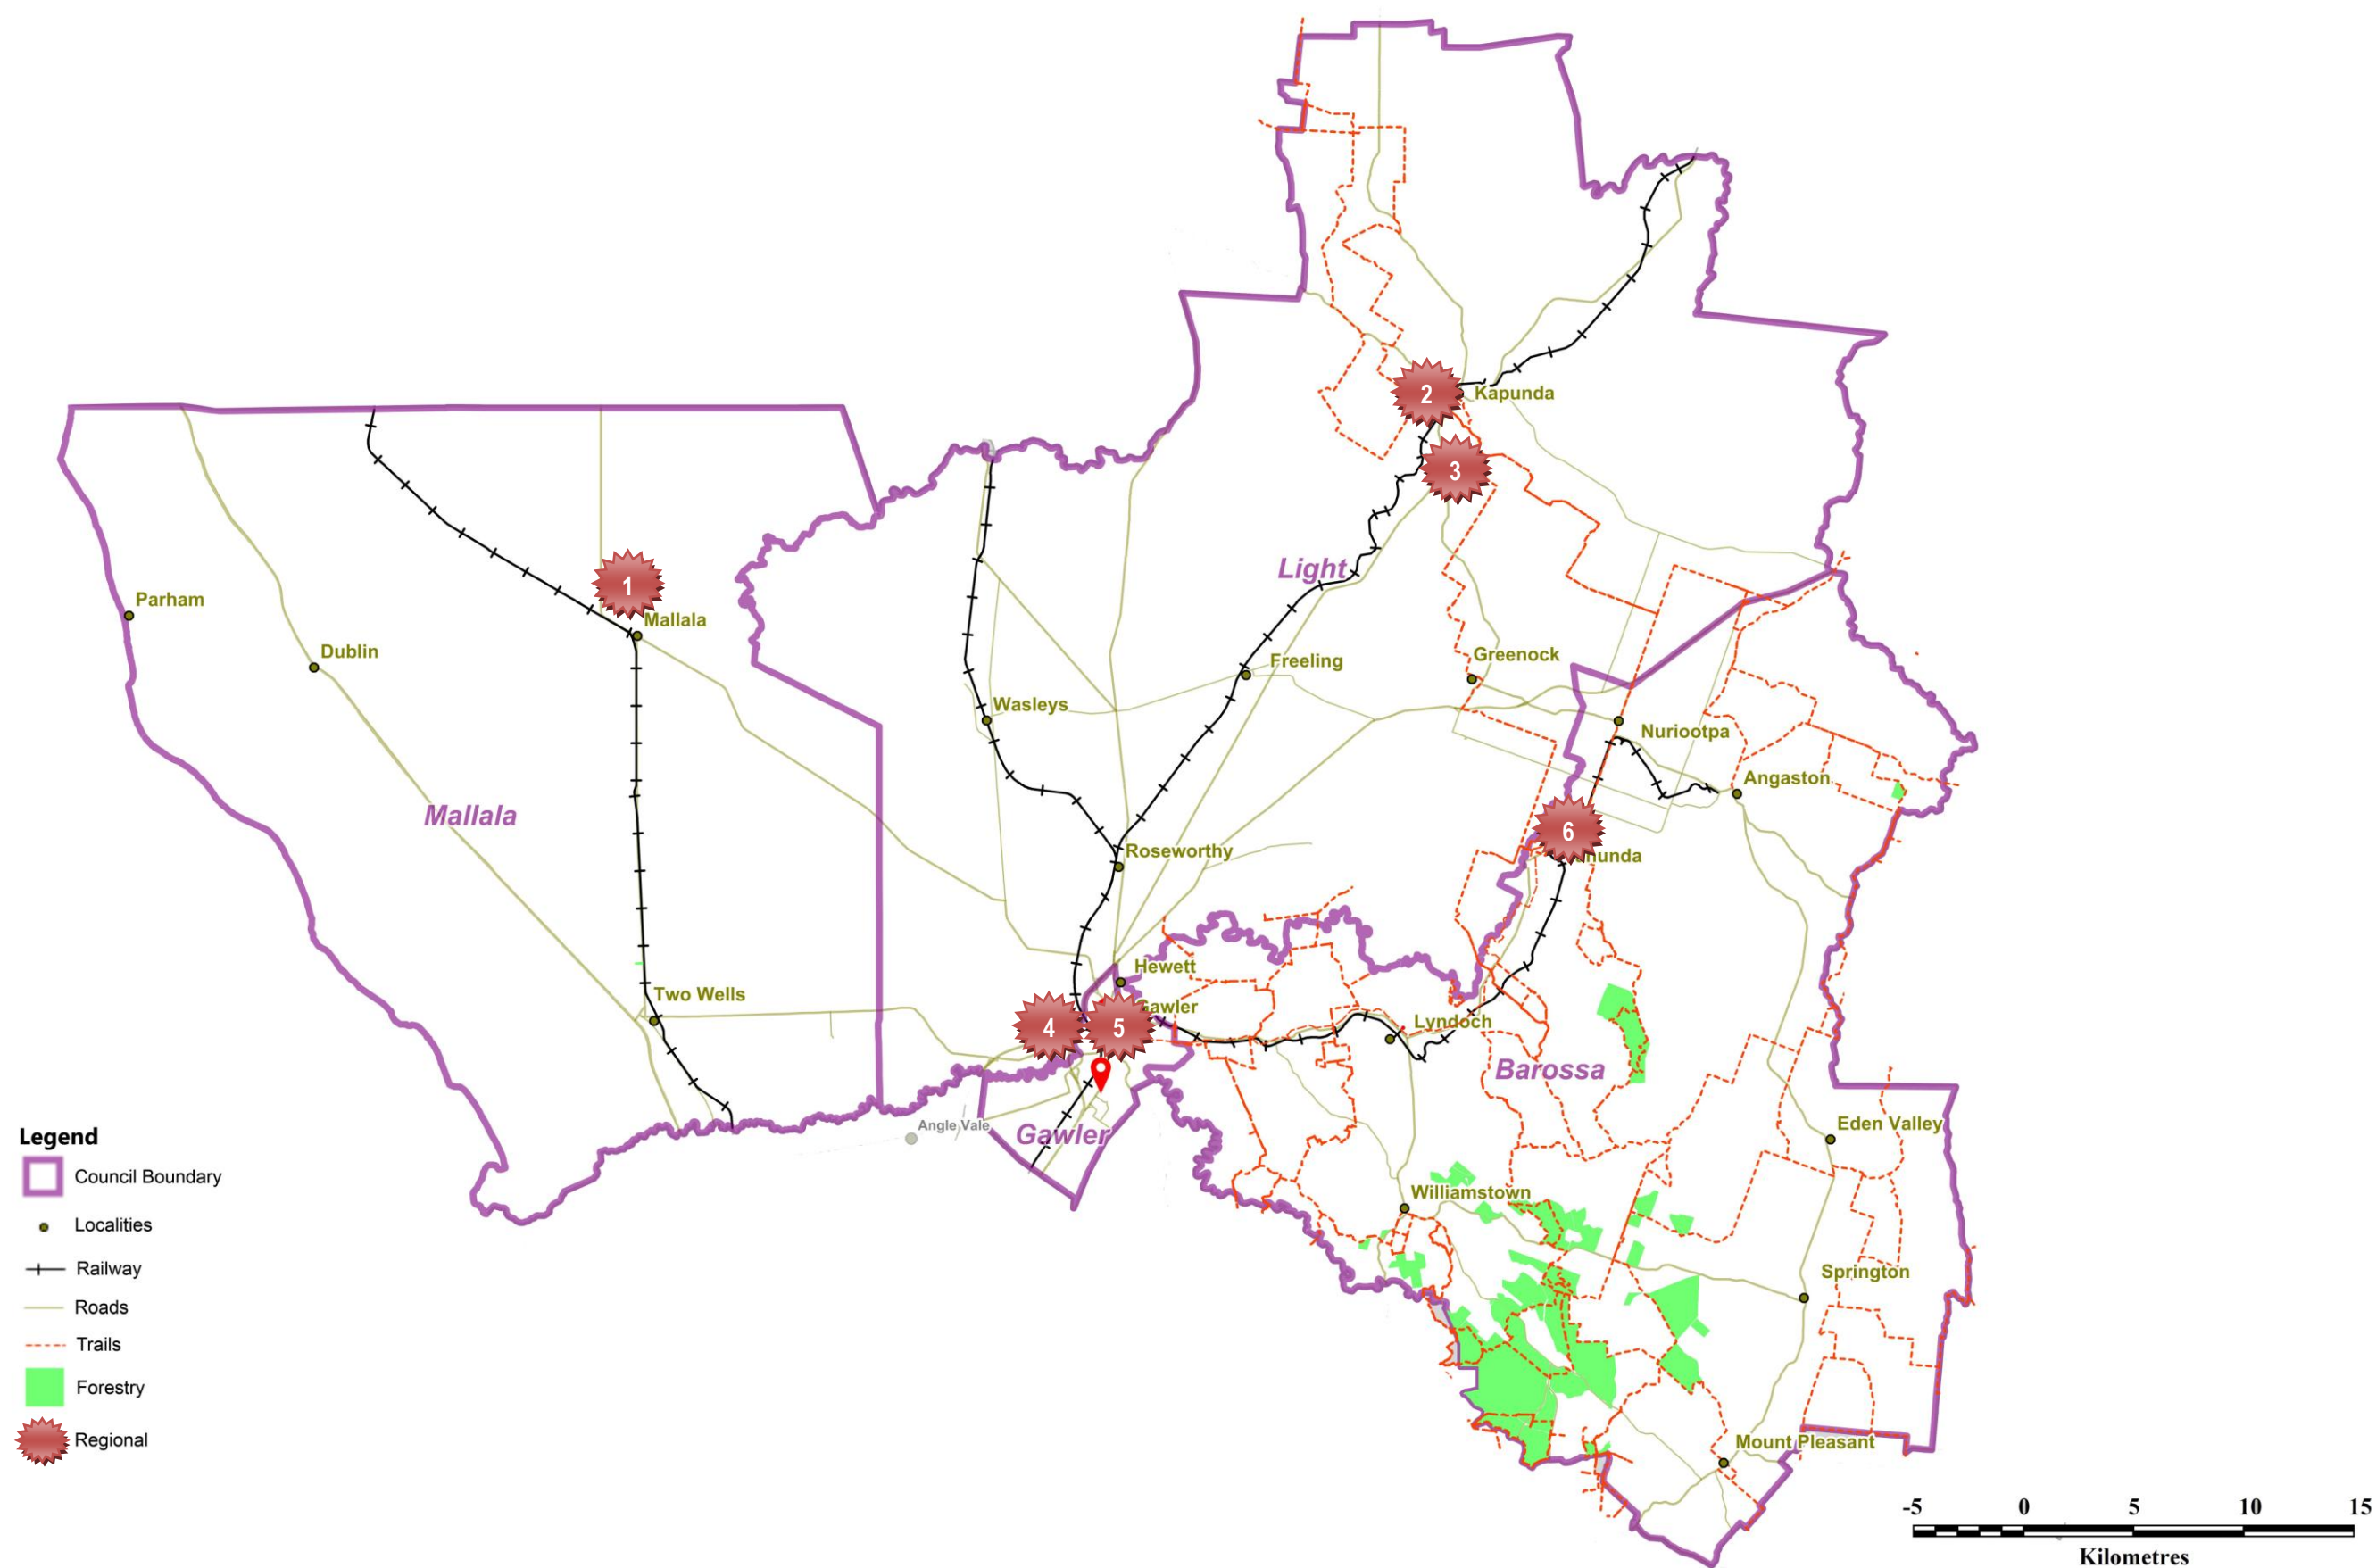 2
Kapunda
3
Light
1
Parham
Mallala
Dublin
Freeling
Greenock
Wasleys
Nuriootpa
Angaston
Mallala
6
nunda
Roseworthy
Hewett
Two Wells
Gawler
4
5
Lyndoch
Barossa
Angle Vale
Gawler
Eden Valley
Williamstown
Springton
Mount Pleasant
Legend
Council Boundary
Localities
Railway
Roads
Trails
Forestry
Regional
-5 0 5 10 15
Kilometres